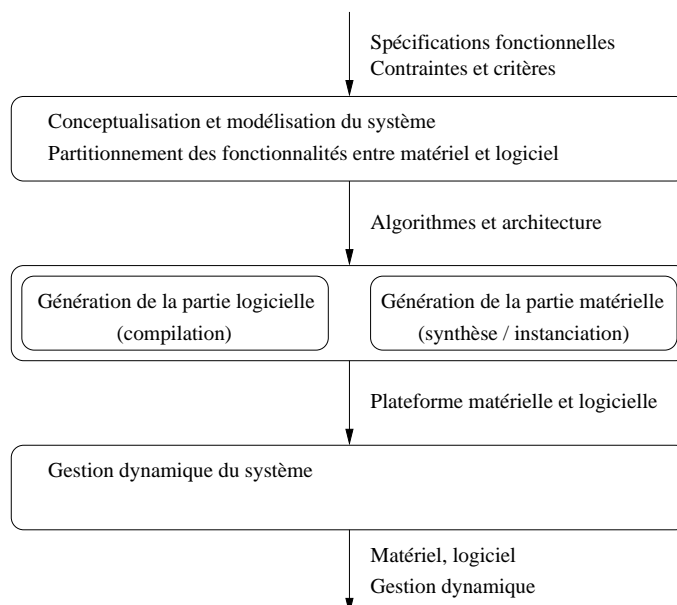 Spécifications fonctionnelles
Contraintes et critères
Conceptualisation et modélisation du système
Partitionnement des fonctionnalités entre matériel et logiciel
Algorithmes et architecture
Génération de la partie logicielle
(compilation)
Génération de la partie matérielle
(synthèse / instanciation)
Plateforme matérielle et logicielle
Gestion dynamique du système
Matériel, logiciel
Gestion dynamique